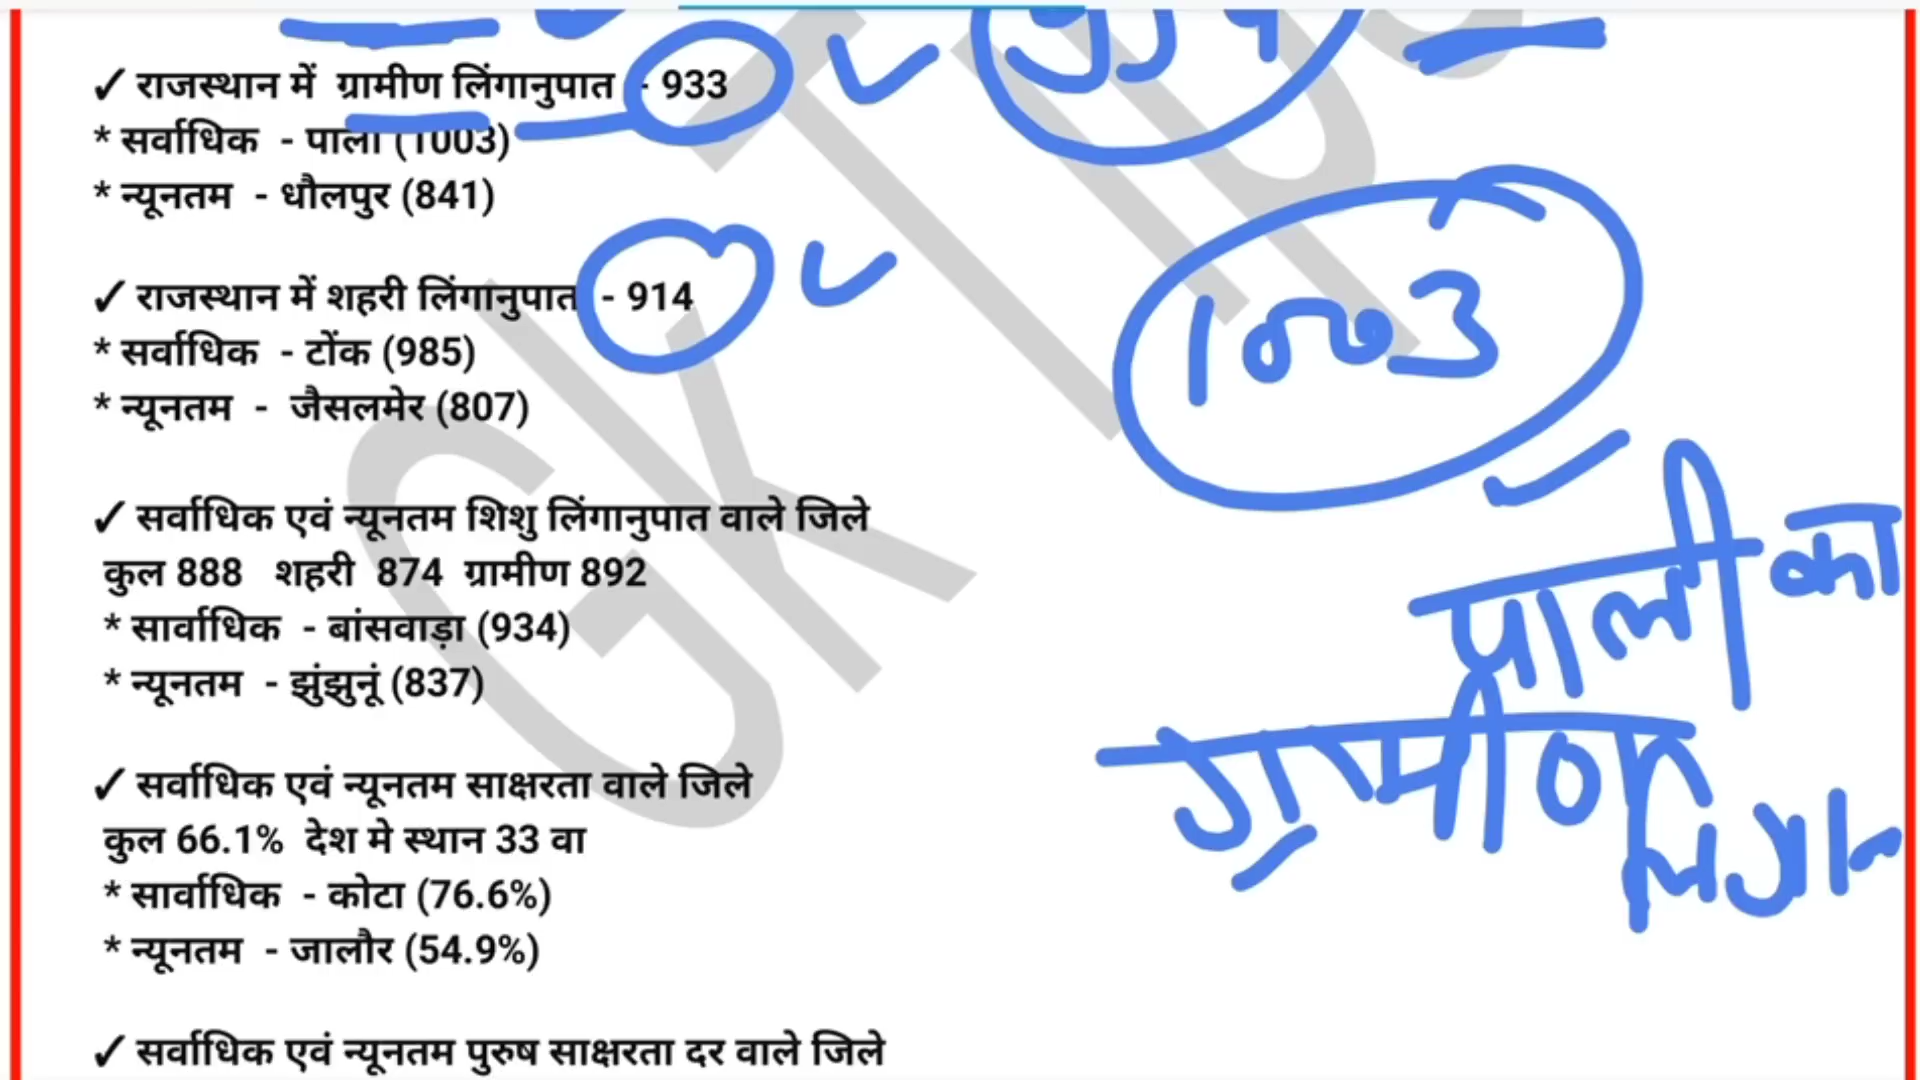 ✓ राजस्थान में ग्रामीण लिंगानुपात - 933
* सर्वाधिक - पाली (1003)
* न्यूनतम - धौलपुर (841)
✓ राजस्थान में शहरी लिंगानुपात - 914
* सर्वाधिक - टोंक (985)
* न्यूनतम - जैसलमेर (807)
✓ सर्वाधिक एवं न्यूनतम शिशु लिंगानुपात वाले जिले
कुल 888 शहरी 874 ग्रामीण 892
* सार्वाधिक - बांसवाड़ा (934)
* न्यूनतम - झुंझुनूं (837)
✓ सर्वाधिक एवं न्यूनतम साक्षरता वाले जिले
कुल 66.1% देश मे स्थान 33 वा
* सार्वाधिक - कोटा (76.6%)
* न्यूनतम - जालौर (54.9%)
✓ सर्वाधिक एवं न्यूनतम पुरुष साक्षरता दर वाले जिले
1003
पाली का
ग्रामीण
GK